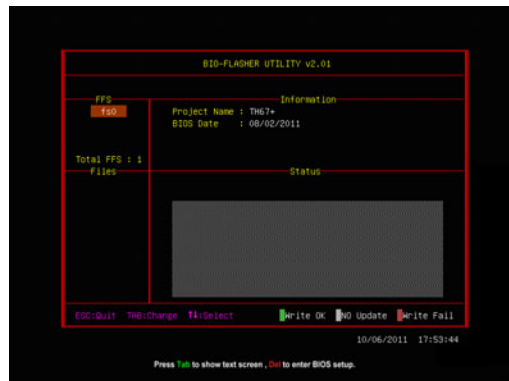 BIO-FLASHER UTILITY v2.01
FFS
fs0
Total FFS : 1
Files
Information
Project Name : TH67+
BIOS Date : 08/02/2011
Status
ESC:Quit TAB:Change ↑↓:Select Write OK NO Update Write Fail
10/06/2011 17:53:44
Press Tab to show text screen , Del to enter BIOS setup.